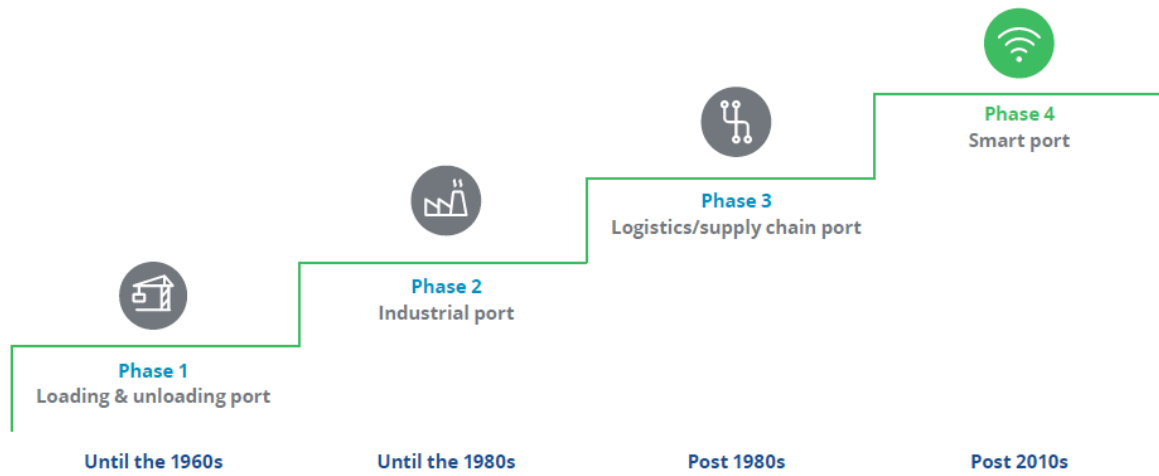 Phase 4
Smart port
Phase 3
Logistics/supply chain port
Phase 2
Industrial port
Phase 1
Loading & unloading port
Until the 1960s
Until the 1980s
Post 1980s
Post 2010s